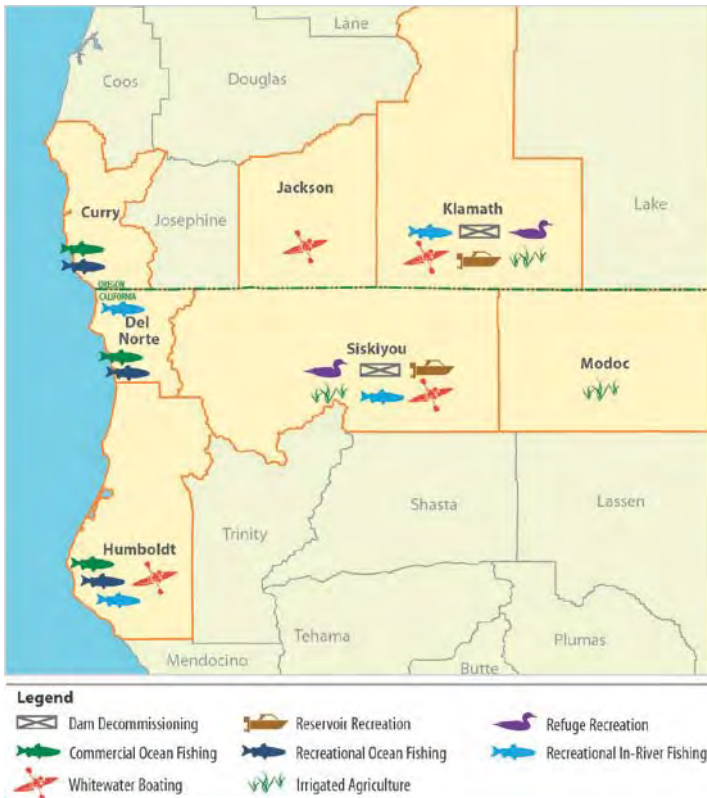 Lane
Coos
Douglas
Jackson
Klamath
Curry
Josephine
Lake
OREGON
CALIFORNIA
Del
Norte
Siskiyou
Modoc
Shasta
Lassen
Trinity
Humboldt
Tehama
Plumas
Mendocino
Butte
Legend
Dam Decommissioning
Reservoir Recreation
Refuge Recreation
Commercial Ocean Fishing
Recreational Ocean Fishing
Recreational In-River Fishing
Whitewater Boating
Irrigated Agriculture